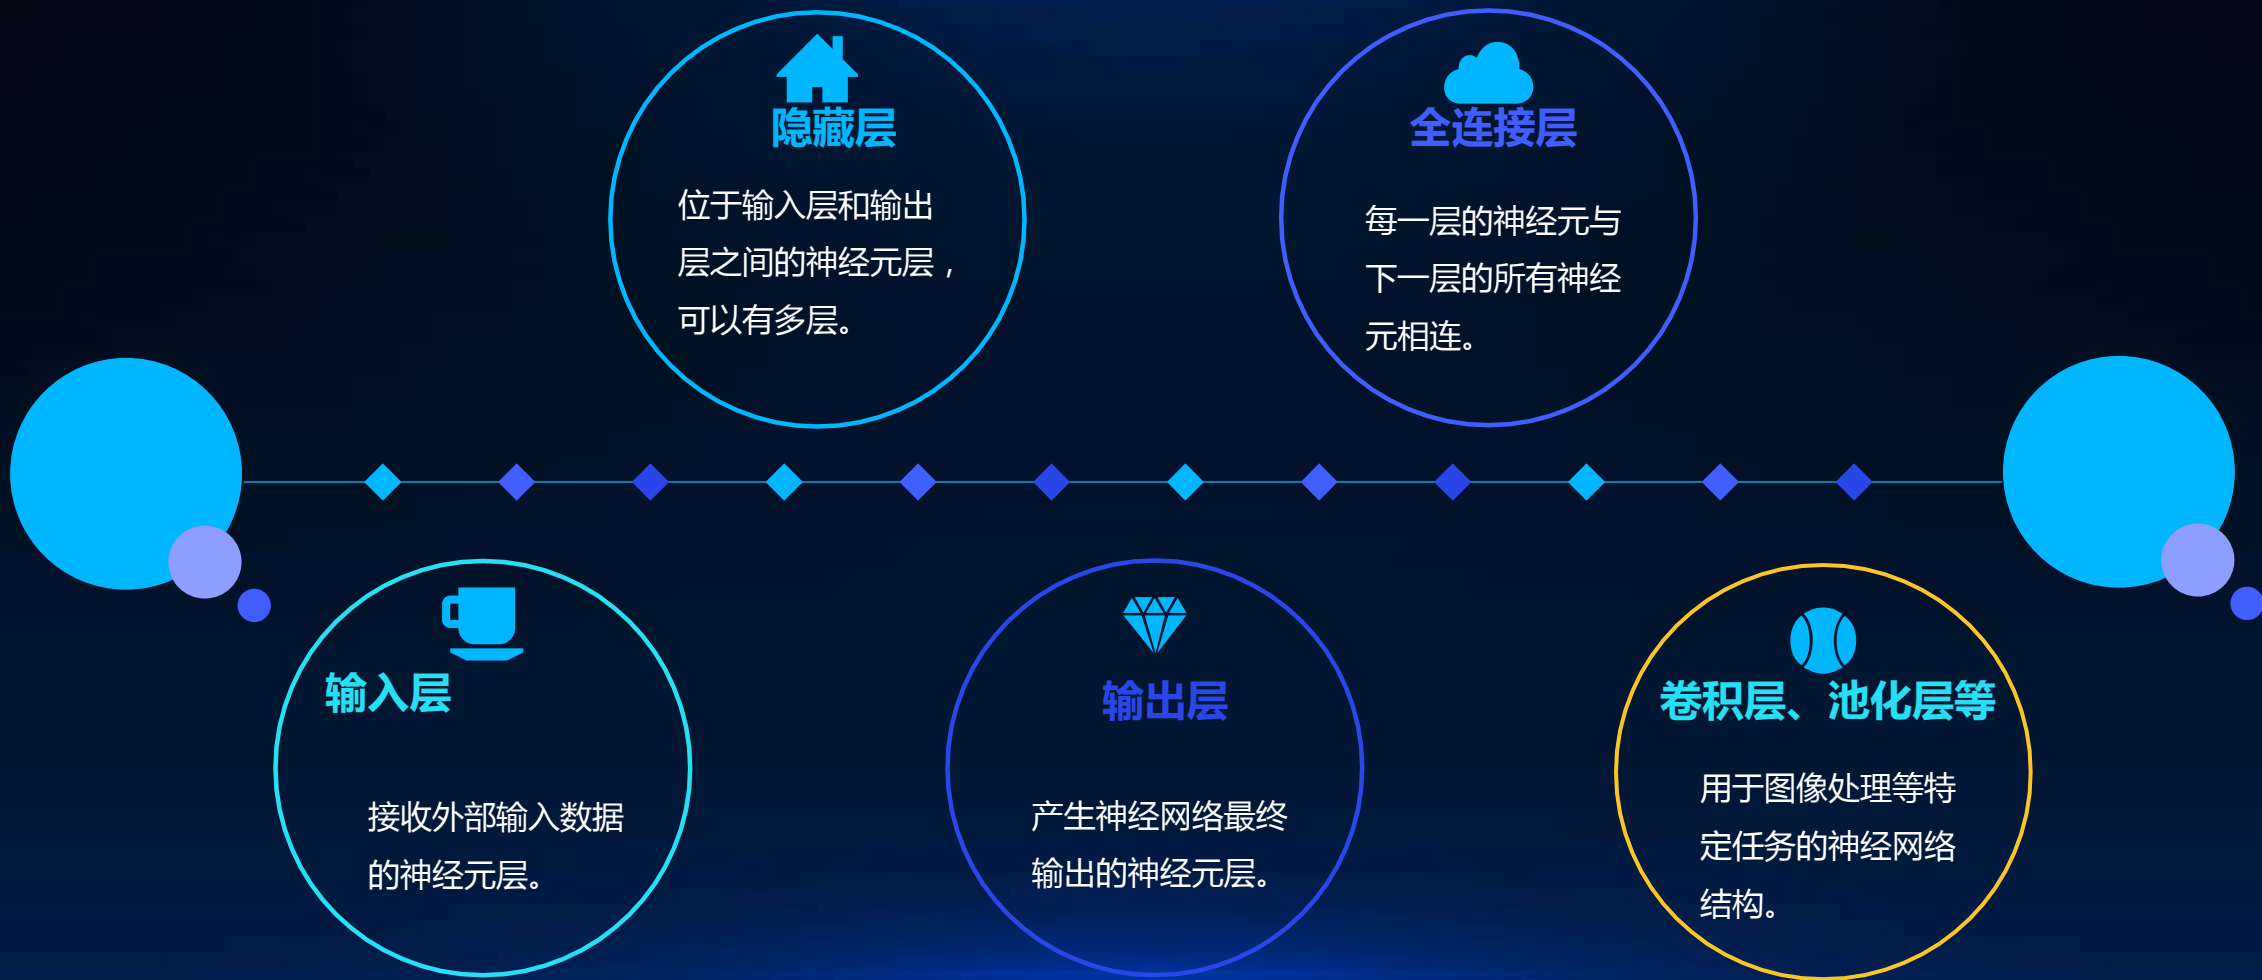 隐藏层
位于输入层和输出
层之间的神经元层，
可以有多层。
全连接层
每一层的神经元与
下一层的所有神经
元相连。
输入层
接收外部输入数据
的神经元层。
输出层
产生神经网络最终
输出的神经元层。
卷积层、池化层等
用于图像处理等特
定任务的神经网络
结构。